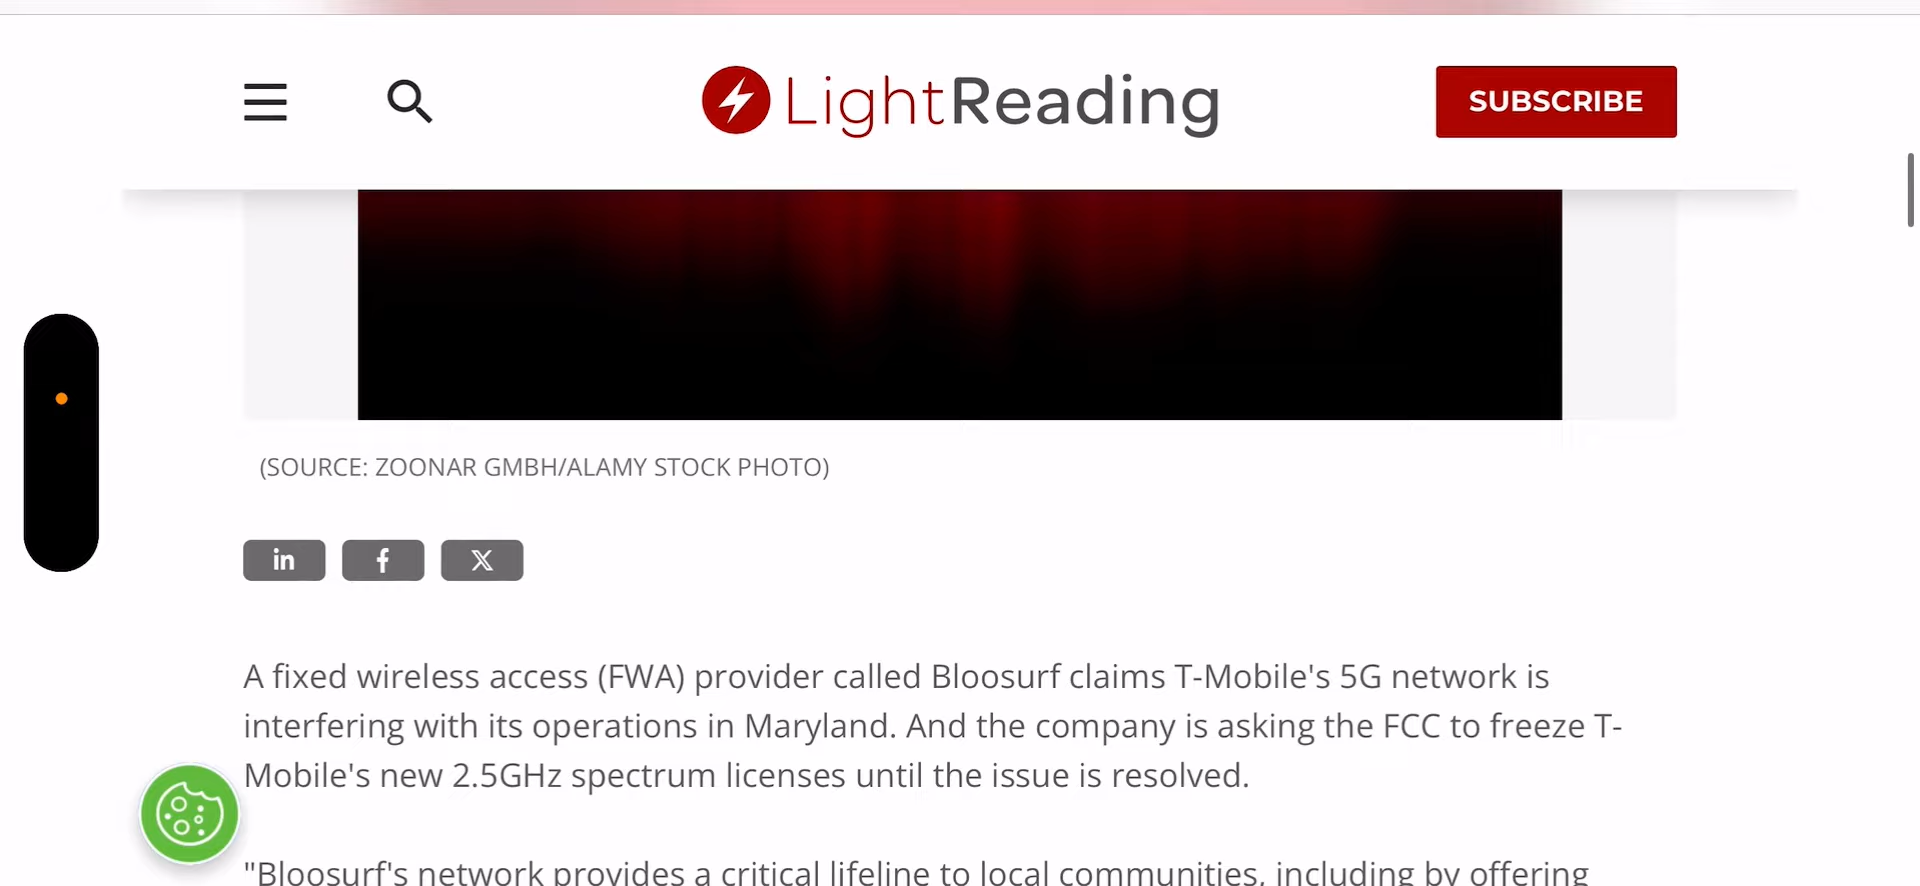 LightReading
SUBSCRIBE
(SOURCE: ZOONAR GMBH/ALAMY STOCK PHOTO)
in f X
A fixed wireless access (FWA) provider called Bloosurf claims T-Mobile's 5G network is
interfering with its operations in Maryland. And the company is asking the FCC to freeze T-
Mobile's new 2.5GHz spectrum licenses until the issue is resolved.
"Bloosurf's network provides a critical lifeline to local communities, including by offering